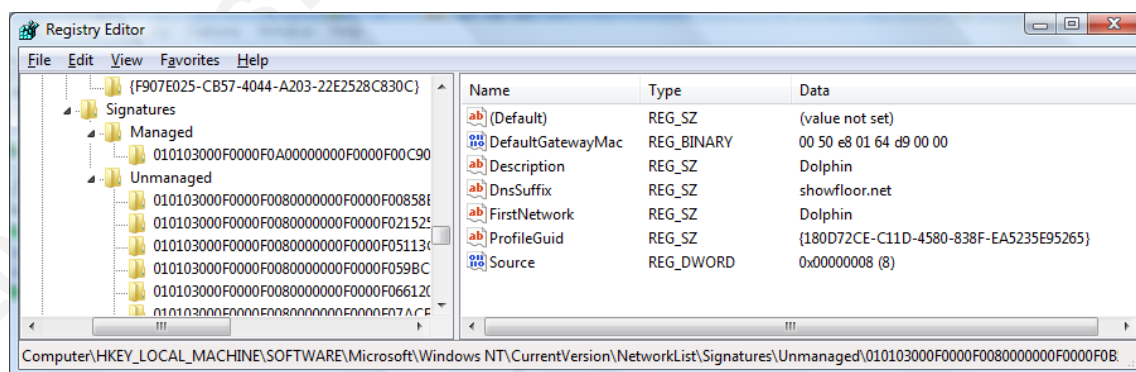 Registry Editor
File Edit View Favorites Help
{F907E025-CB57-4044-A203-22E2528C830C}
Signatures
Managed
010103000F0000F0A00000000F0000F00C90
Unmanaged
010103000F0000F0080000000F0000F00858E
010103000F0000F0080000000F0000F021525
010103000F0000F0080000000F0000F05113
010103000F0000F0080000000F0000F059BC
010103000F0000F0080000000F0000F06612
010103000F0000F0080000000F0000F07ACF
Name Type Data
(Default) REG_SZ (value not set)
DefaultGatewayMac REG_BINARY 00 50 e8 01 64 d9 00 00
Description REG_SZ Dolphin
DnsSuffix REG_SZ showfloor.net
FirstNetwork REG_SZ Dolphin
ProfileGuid REG_SZ {180D72CE-C11D-4580-838F-EA5235E95265}
Source REG_DWORD 0x00000008 (8)
Computer\HKEY_LOCAL_MACHINE\SOFTWARE\Microsoft\Windows NT\CurrentVersion\NetworkList\Signatures\Unmanaged\010103000F0000F0080000000F0000F0B